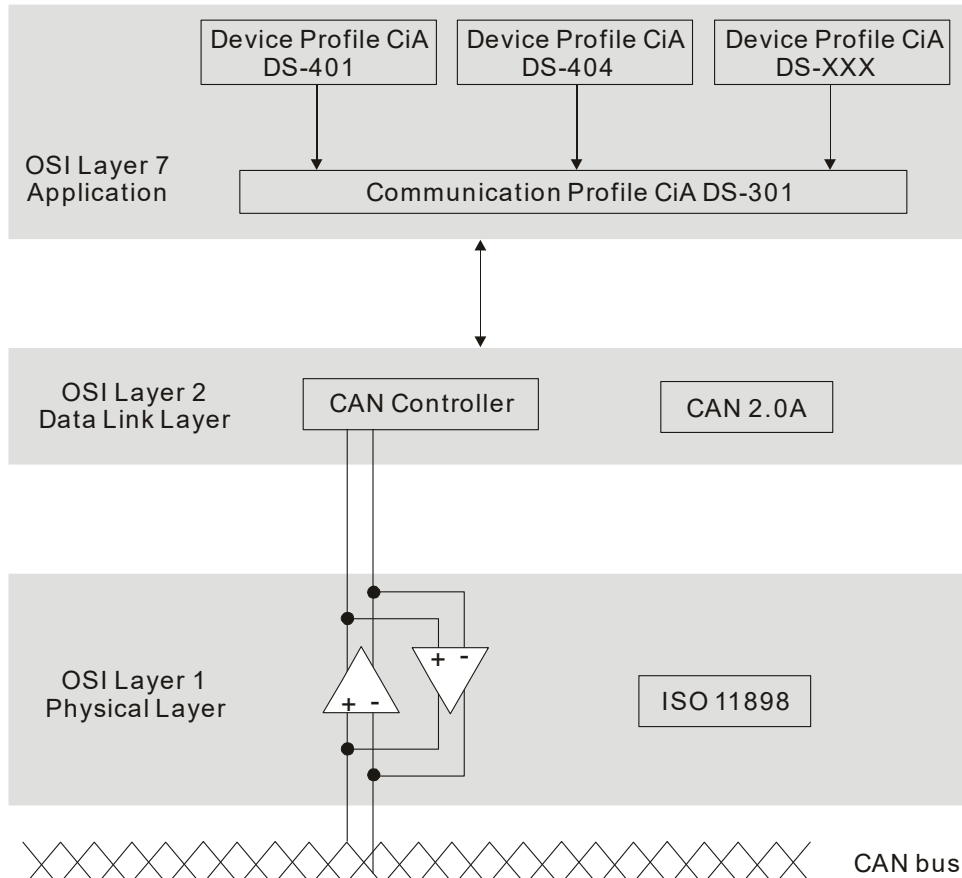 Device Profile CiA
DS-401
Device Profile CiA
DS-404
Device Profile CiA
DS-XXX
OSI Layer 7
Application
Communication Profile CiA DS-301
OSI Layer 2
Data Link Layer
CAN Controller
CAN 2.0A
+ -
+ -
OSI Layer 1
Physical Layer
ISO 11898
CAN bus